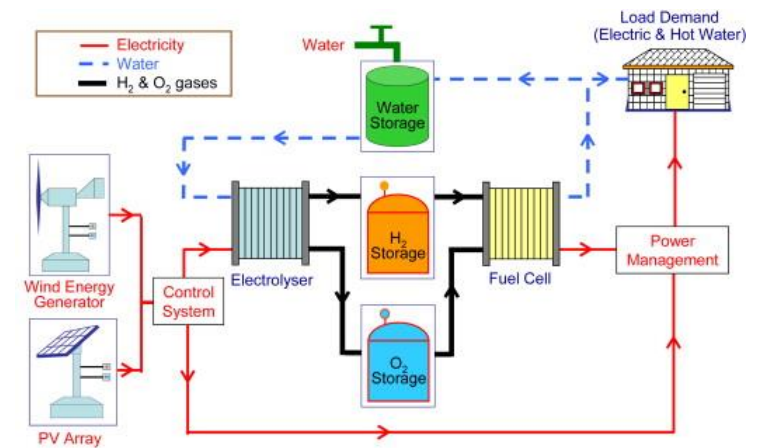 Electricity
Water
H₂ & O₂ gases
Water
Water
Storage
Load Demand
(Electric & Hot Water)
Wind Energy
Generator
Control
System
Electrolyser
H₂
Storage
Fuel Cell
Power
Management
O₂
Storage
PV Array